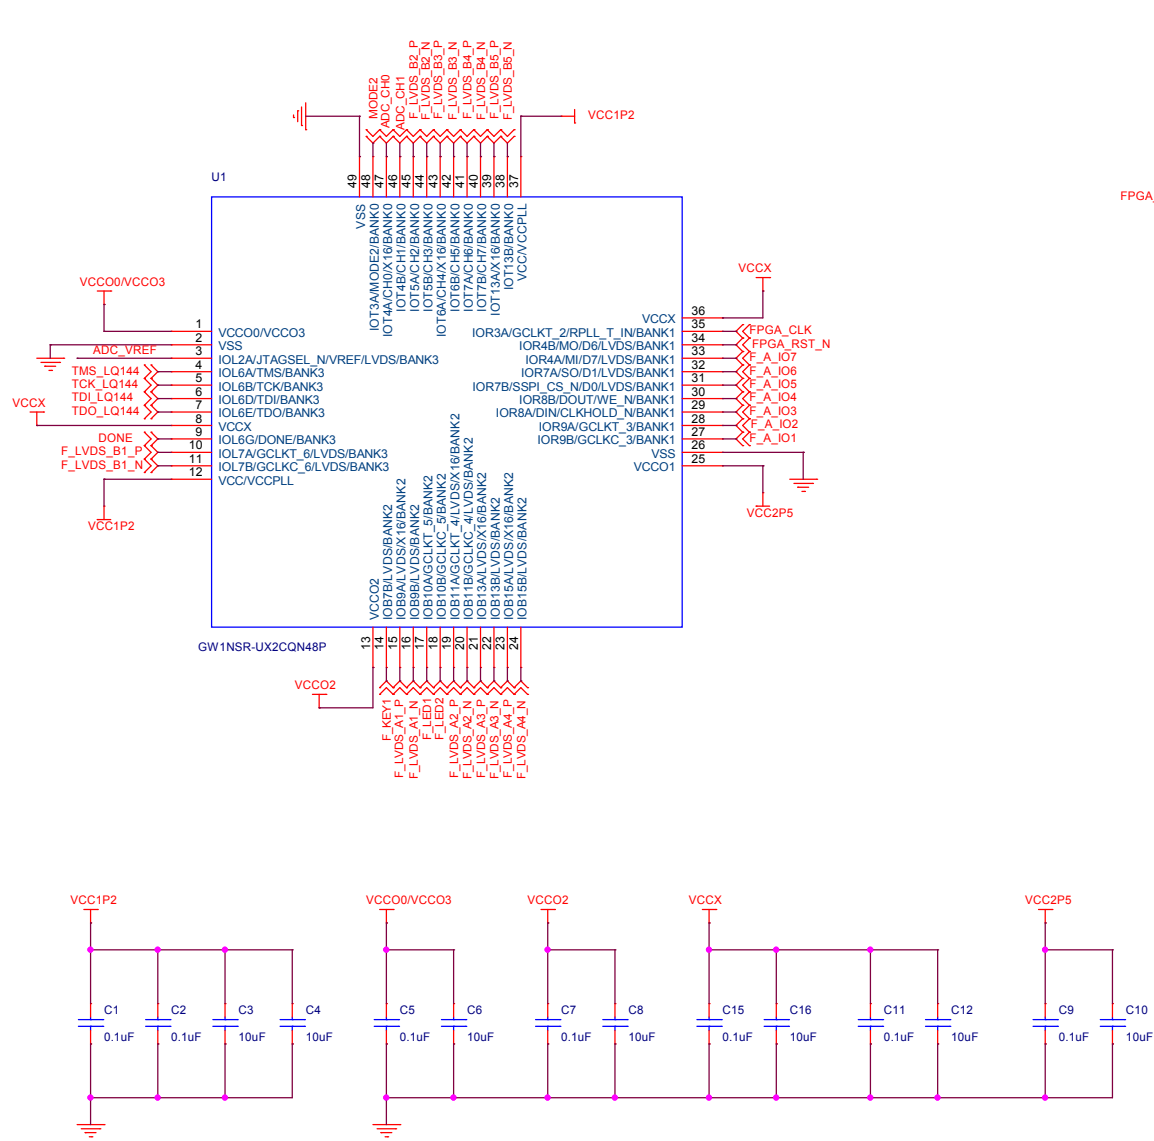 MODE2
ADC_CH0
ADC_CH1
F_LVDS_B2_P
F_LVDS_B2_N
F_LVDS_B3_P
F_LVDS_B3_N
F_LVDS_B4_P
F_LVDS_B4_N
F_LVDS_B5_P
F_LVDS_B5_N
VCC1P2
U1
FPGA_
49
48
47
46
45
44
43
42
41
40
39
38
37
VSS
IOT3A/MODE2/BANK0
IOT4A/CH0/X16/BANK0
IOT4B/CH1/BANK0
IOT5A/CH2/BANK0
IOT5B/CH3/BANK0
IOT6A/CH4/X16/BANK0
IOT6B/CH5/BANK0
IOT7A/CH6/BANK0
IOT7B/CH7/BANK0
IOT13A/X16/BANK0
IOT13B/BANK0
VCC/VCCPLL
VCCO0/VCCO3
1 VCCO0/VCCO3
2 VSS
ADC_VREF 3 IOL2A/JTAGSEL_N/VREF/LVDS/BANK3
TMS_LQ144 4 IOL6A/TMS/BANK3
TCK_LQ144 5 IOL6B/TCK/BANK3
TDI_LQ144 6 IOL6D/TDI/BANK3
TDO_LQ144 7 IOL6E/TDO/BANK3
VCCX
8 VCCX
DONE 9 IOL6G/DONE/BANK3
F_LVDS_B1_P 10 IOL7A/GCLKT_6/LVDS/BANK3
F_LVDS_B1_N 11 IOL7B/GCLKC_6/LVDS/BANK3
12 VCC/VCCPLL
VCC1P2
VCCX
VCCX 36
IOR3A/GCLKT_2/RPLL_T_IN/BANK1 35 FPGA_CLK
IOR4B/MO/D6/LVDS/BANK1 34 FPGA_RST_N
IOR4A/MI/D7/LVDS/BANK1 33 F_A_IO7
IOR7A/SO/D1/LVDS/BANK1 32 F_A_IO6
IOR7B/SSPI_CS_N/D0/LVDS/BANK1 31 F_A_IO5
IOR8B/DOUT/WE_N/BANK1 30 F_A_IO4
IOR8A/DIN/CLKHOLD_N/BANK1 29 F_A_IO3
IOR9A/GCLKT_3/BANK1 28 F_A_IO2
IOR9B/GCLKC_3/BANK1 27 F_A_IO1
VSS 26
VCCO1 25
VCC2P5
VCCO2
IOB7B/LVDS/BANK2
IOB9A/LVDS/X16/BANK2
IOB9B/LVDS/BANK2
IOB10A/GCLKT_5/BANK2
IOB10B/GCLKC_5/BANK2
IOB11A/GCLKT_4/LVDS/X16/BANK2
IOB11B/GCLKC_4/LVDS/BANK2
IOB13A/LVDS/X16/BANK2
IOB13B/LVDS/BANK2
IOB15A/LVDS/X16/BANK2
IOB15B/LVDS/BANK2
13
14
15
16
17
18
19
20
21
22
23
24
GW1NSR-UX2CQN48P
VCCO2
F_KEY1
F_LVDS_A1_P
F_LVDS_A1_N
F_LED1
F_LED2
F_LVDS_A2_P
F_LVDS_A2_N
F_LVDS_A3_P
F_LVDS_A3_N
F_LVDS_A4_P
F_LVDS_A4_N
VCC1P2 VCCO0/VCCO3 VCCO2 VCCX VCC2P5
C1 C2 C3 C4 C5 C6 C7 C8 C15 C16 C11 C12 C9 C10
0.1uF 0.1uF 10uF 10uF 0.1uF 10uF 0.1uF 10uF 0.1uF 10uF 0.1uF 10uF 0.1uF 10uF